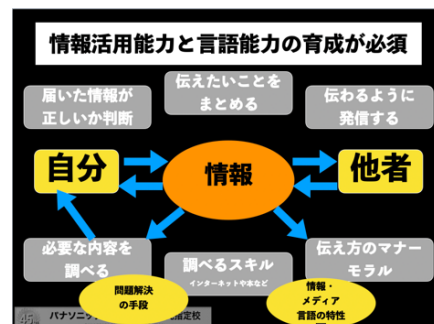 情報活用能力と言語能力の育成が必須
届いた情報が
正しいか判断
伝えたいことを
まとめる
伝わるように
発信する
自分
情報
他者
必要な内容を
調べる
調べるスキル
インターネットや本など
伝え方のマナー
モラル
問題解決
の手段
情報・
メディア
言語の特性
パナソニック
指定校